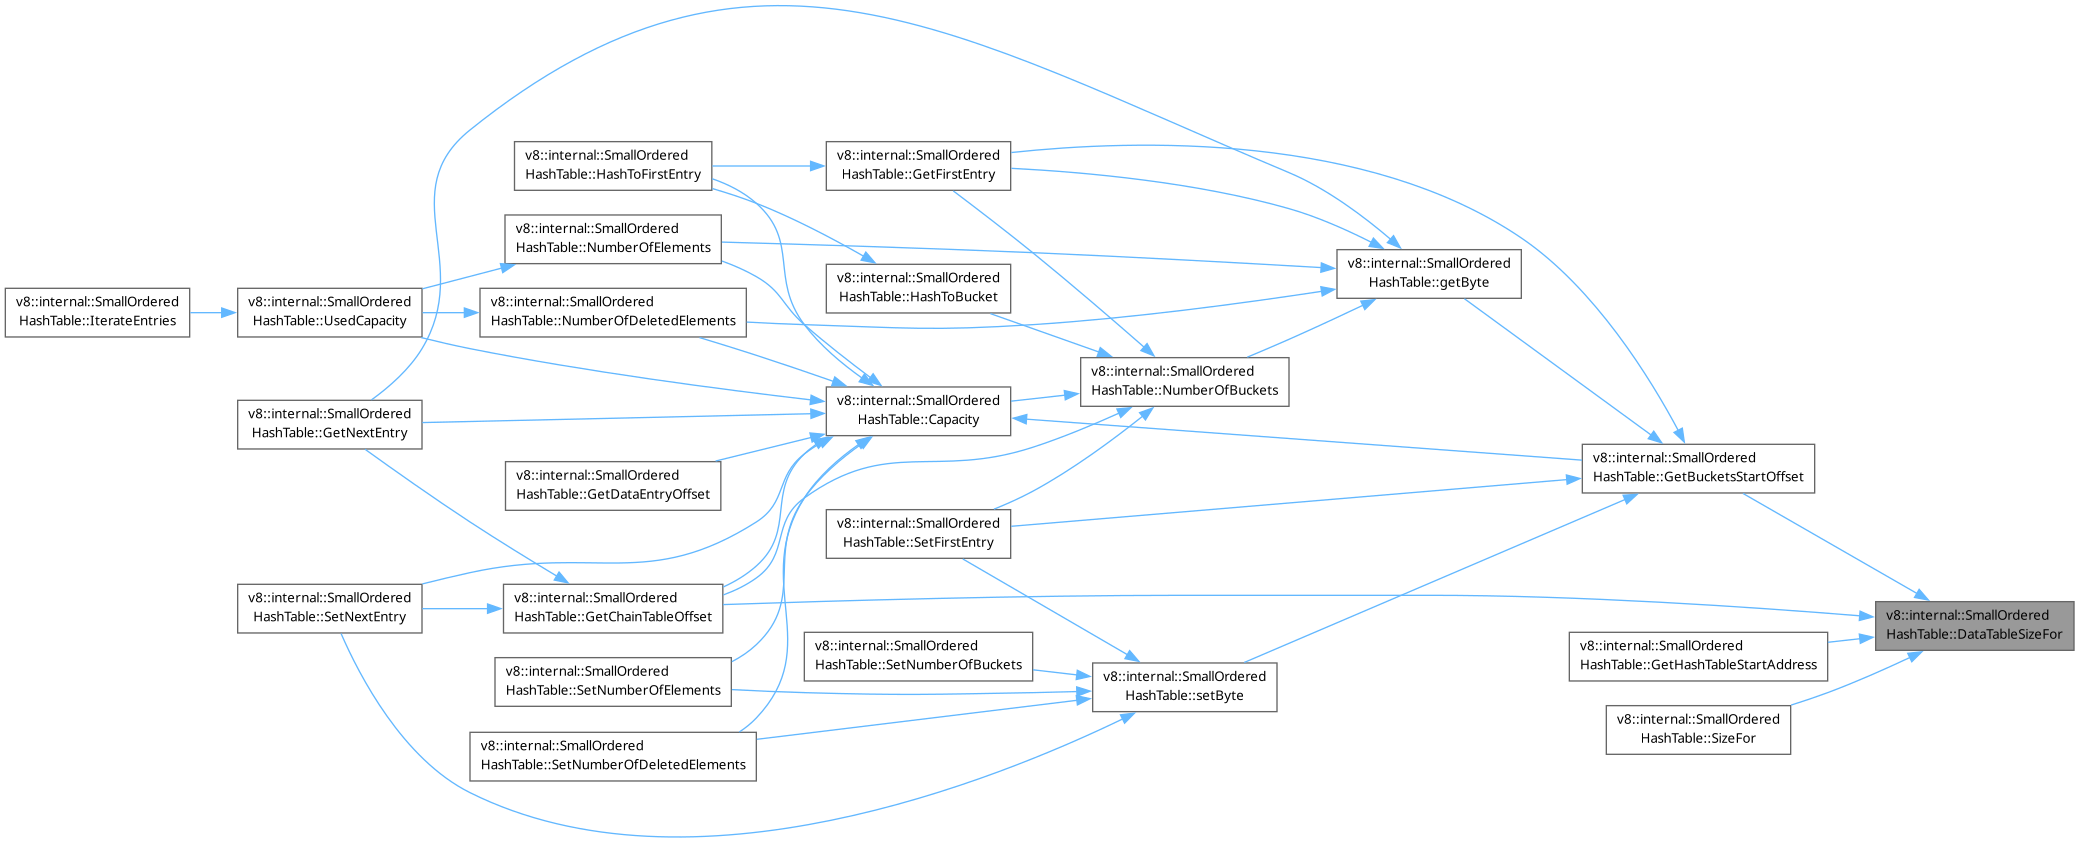 v8::internal::SmallOrdered
HashTable::IterateEntries
v8::internal::SmallOrdered
HashTable::UsedCapacity
v8::internal::SmallOrdered
HashTable::GetNextEntry
v8::internal::SmallOrdered
HashTable::SetNextEntry
v8::internal::SmallOrdered
HashTable::HashToFirstEntry
v8::internal::SmallOrdered
HashTable::NumberOfElements
v8::internal::SmallOrdered
HashTable::NumberOfDeletedElements
v8::internal::SmallOrdered
HashTable::GetDataEntryOffset
v8::internal::SmallOrdered
HashTable::GetChainTableOffset
v8::internal::SmallOrdered
HashTable::SetNumberOfElements
v8::internal::SmallOrdered
HashTable::SetNumberOfDeletedElements
v8::internal::SmallOrdered
HashTable::GetFirstEntry
v8::internal::SmallOrdered
HashTable::HashToBucket
v8::internal::SmallOrdered
HashTable::Capacity
v8::internal::SmallOrdered
HashTable::SetFirstEntry
v8::internal::SmallOrdered
HashTable::SetNumberOfBuckets
v8::internal::SmallOrdered
HashTable::NumberOfBuckets
v8::internal::SmallOrdered
HashTable::setByte
v8::internal::SmallOrdered
HashTable::getByte
v8::internal::SmallOrdered
HashTable::GetBucketsStartOffset
v8::internal::SmallOrdered
HashTable::GetHashTableStartAddress
v8::internal::SmallOrdered
HashTable::SizeFor
v8::internal::SmallOrdered
HashTable::DataTableSizeFor